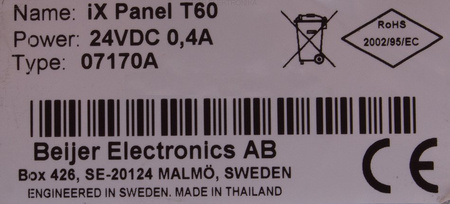 Name: iX Panel T60
Power: 24VDC 0,4A
Type: 07170A
RoHS
2002/95/EC
Beijer Electronics AB
Box 426, SE-20124 MALMÖ, SWEDEN
ENGINEERED IN SWEDEN. MADE IN THAILAND
CE